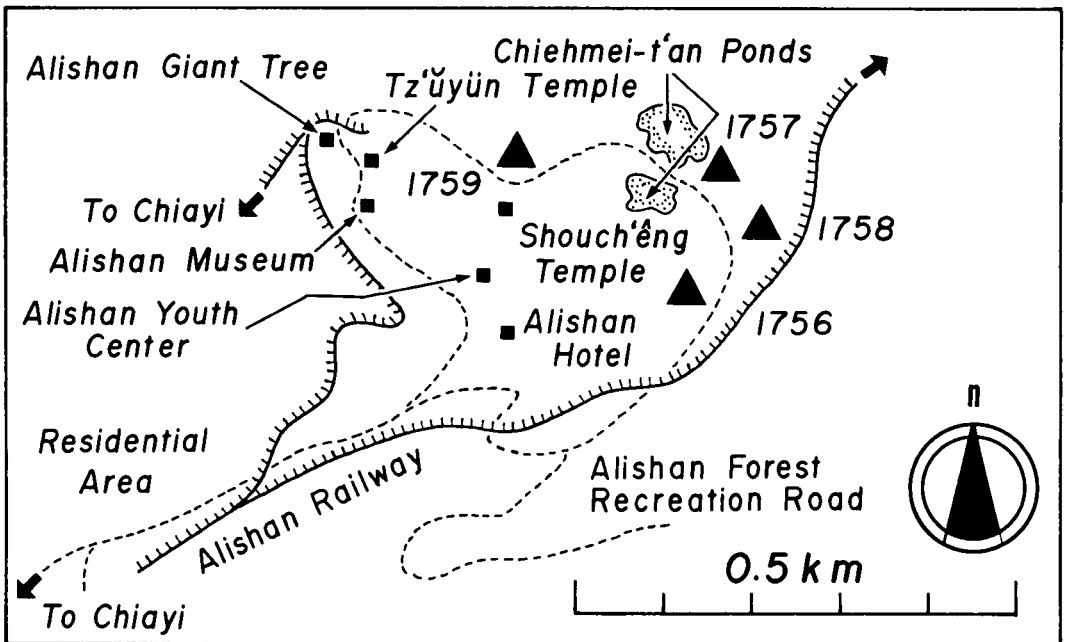 Chiehmei-t‘an Ponds
Alishan Giant Tree
Tz‘ŭyün Temple
1757
1759
To Chiayi
Shouch‘êng
Temple
1758
Alishan Museum
Alishan Youth
Center
Alishan
Hotel
1756
n
Residential
Area
Alishan Railway
Alishan Forest
Recreation Road
0.5 km
To Chiayi